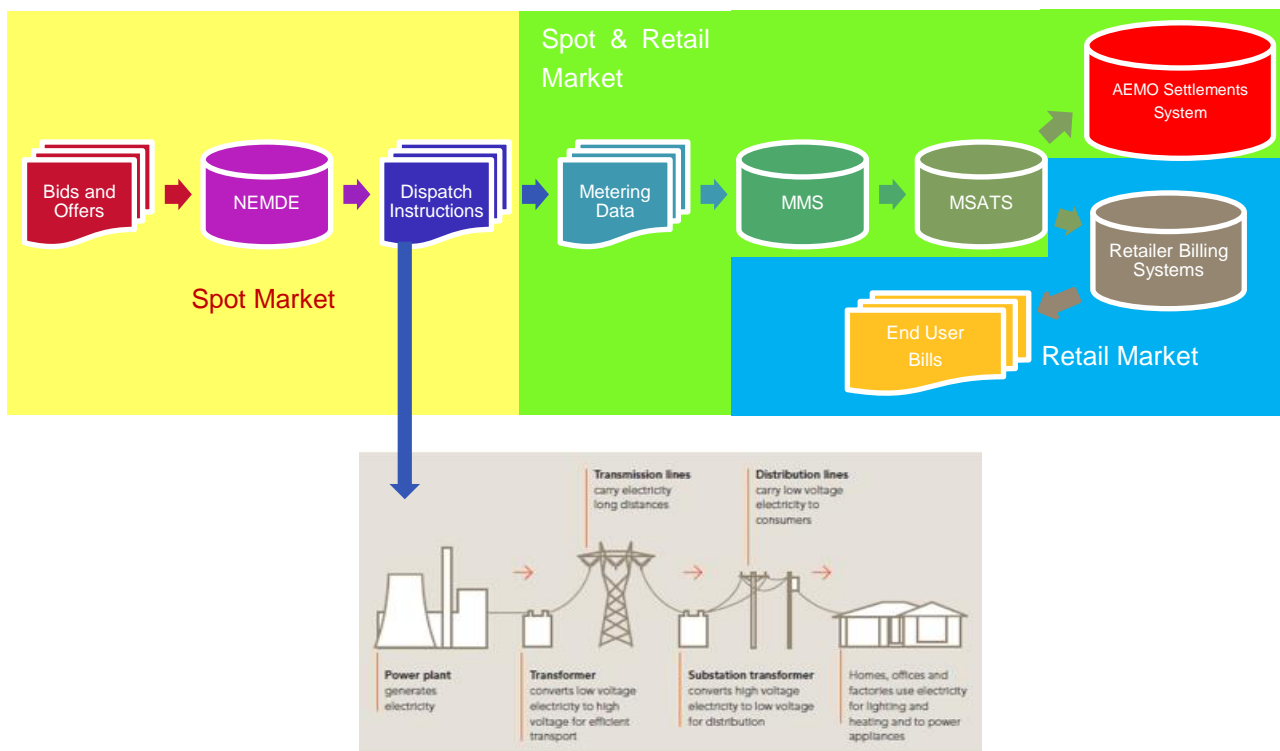 Spot & Retail
Market
AEMO Settlements
System
Bids and
Offers
NEMDE
Dispatch
Instructions
Metering
Data
MMS
MSATS
Retailer Billing
Systems
Spot Market
End User
Bills
Retail Market
Transmission lines
carry electricity
long distances
Distribution lines
carry low voltage
electricity to
consumers
Power plant
generates
electricity
Transformer
converts low voltage
electricity to high
voltage for efficient
transport
Substation transformer
converts high voltage
electricity to low voltage
for distribution
Homes, offices and
factories use electricity
for lighting and
heating and to power
appliances